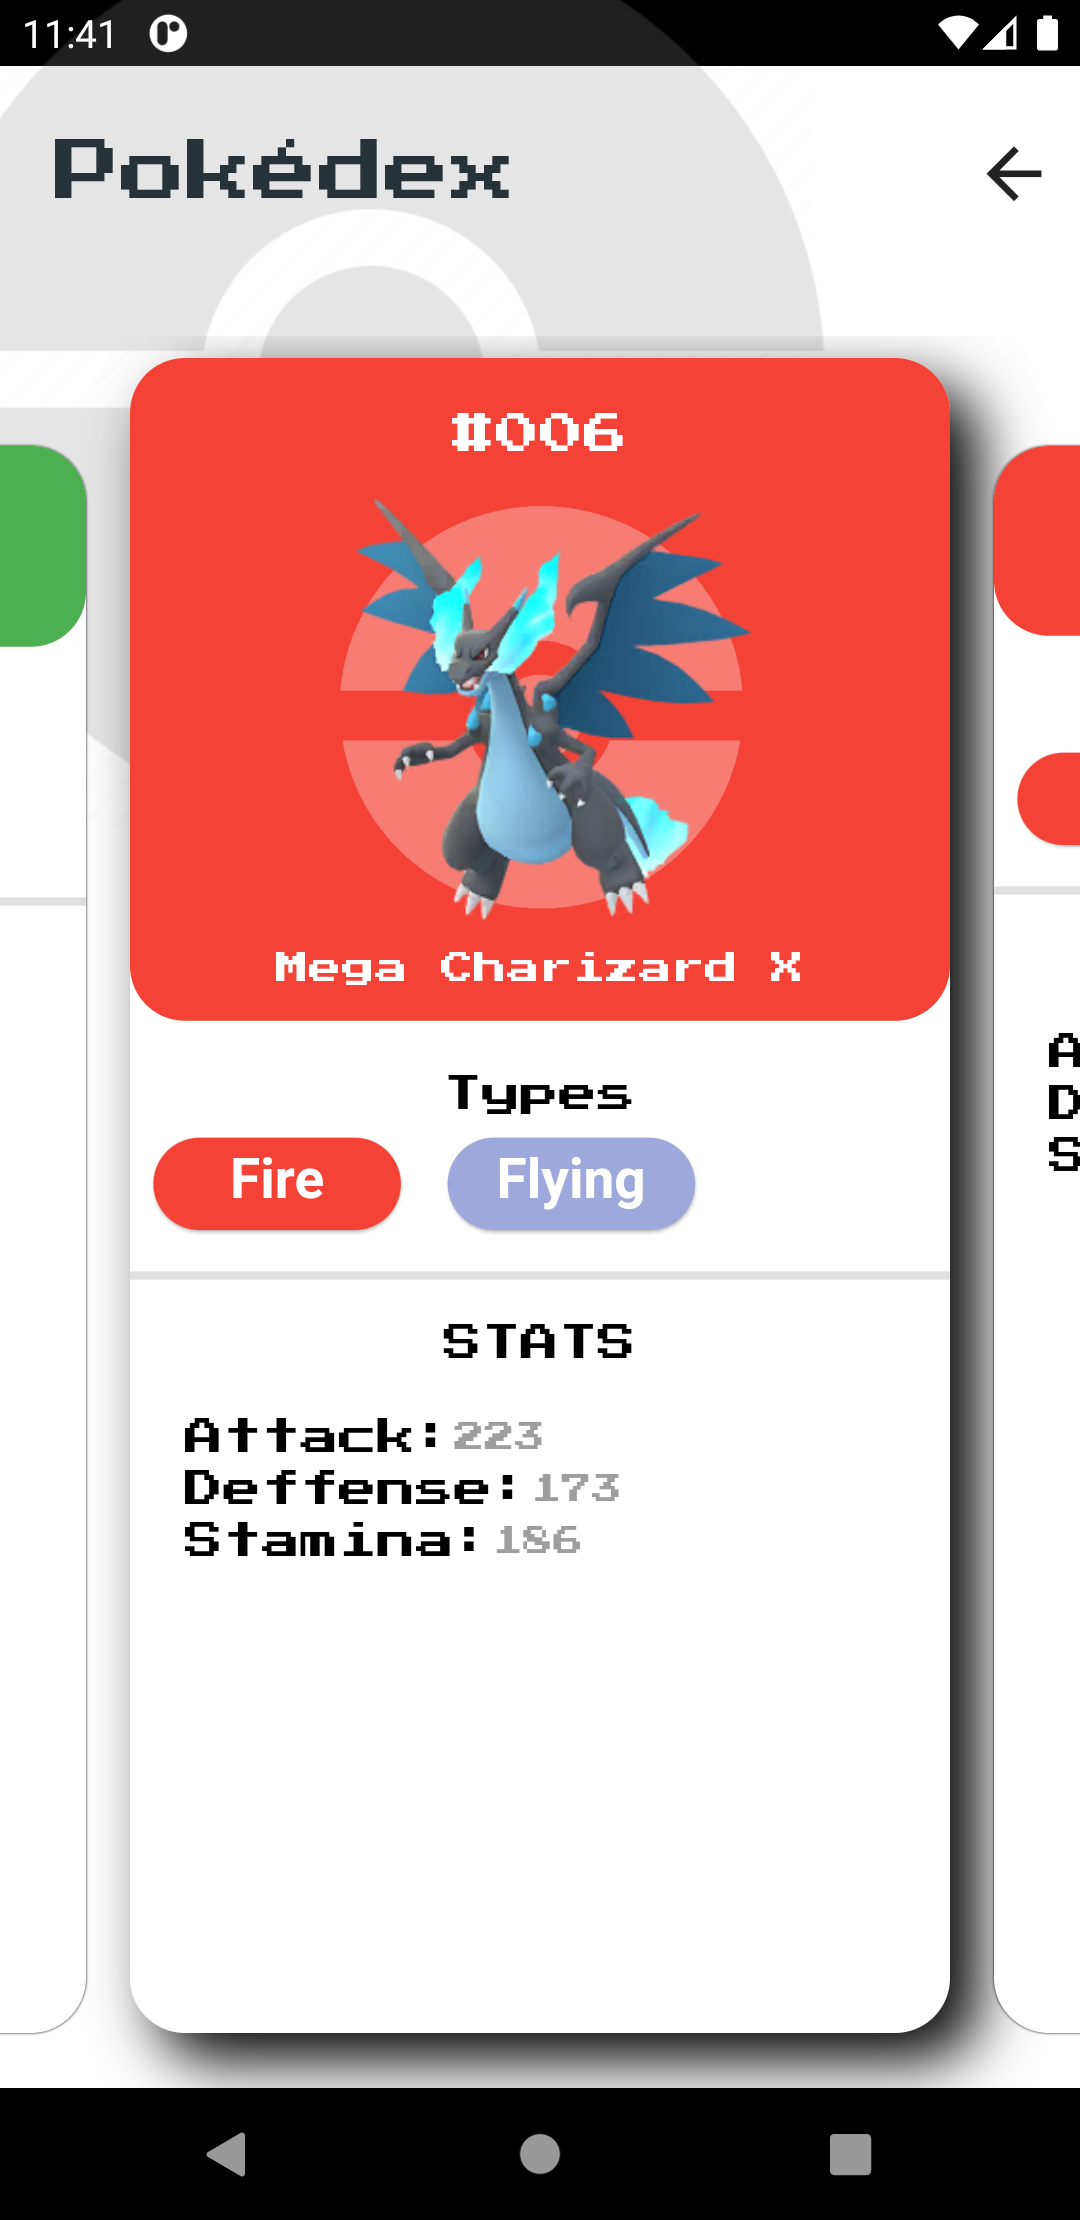 11:41
Pokédex
#006
Mega Charizard X
Types
Fire Flying
STATS
Attack: 223
Deffense: 173
Stamina: 186
A
D
S